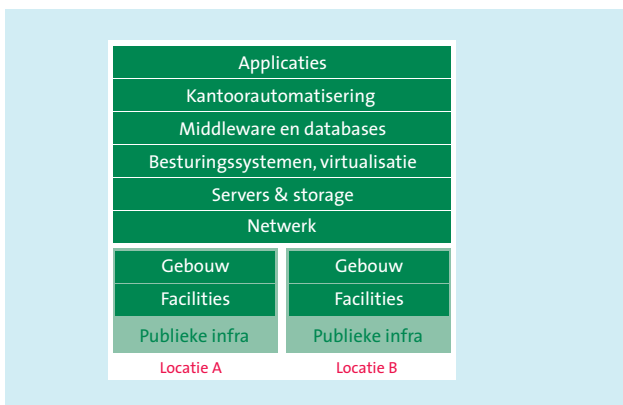 Applicaties
Kantoorautomatisering
Middleware en databases
Besturingssystemen, virtualisatie
Servers & storage
Netwerk
Gebouw
Facilities
Publieke infra
Locatie A
Gebouw
Facilities
Publieke infra
Locatie B